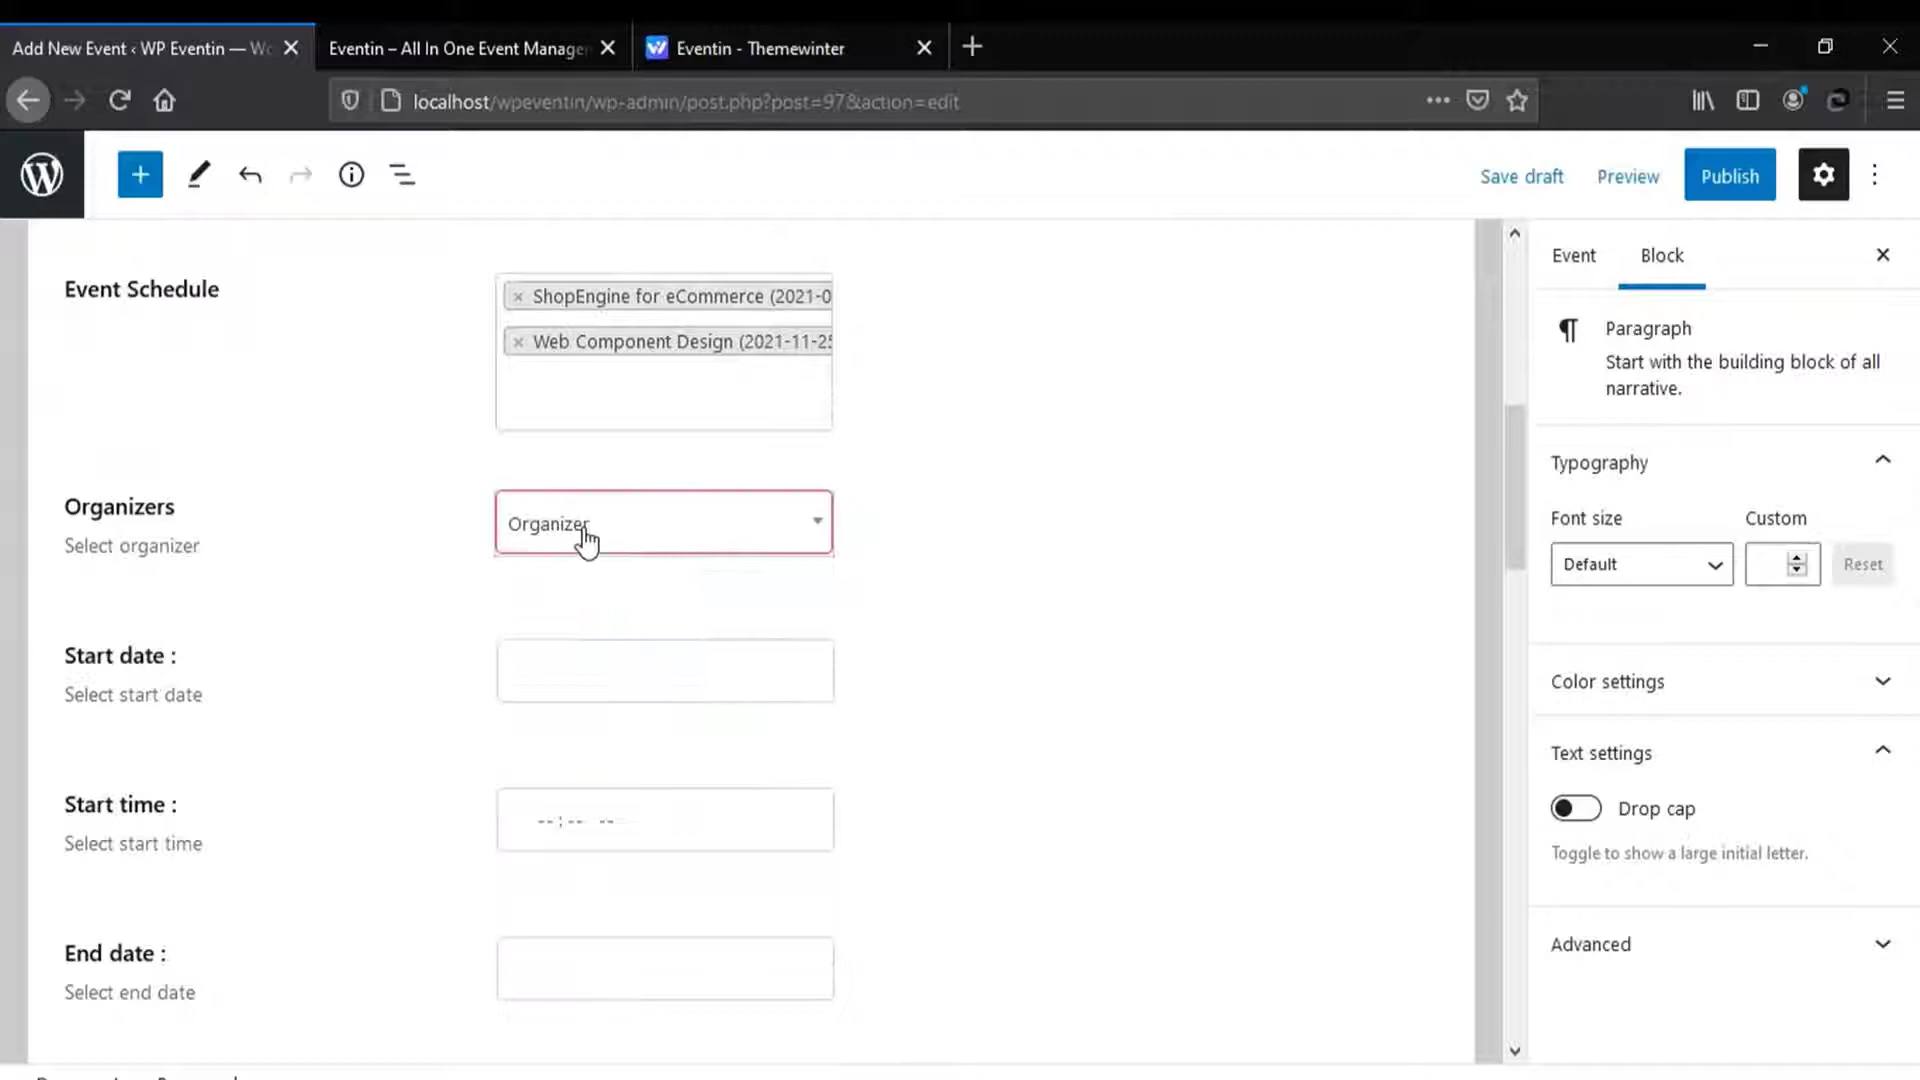 Add New Event ‹ WP Eventin — Wo
Eventin – All In One Event Manage
Eventin - Themewinter
localhost/wpeventin/wp-admin/post.php?post=97&action=edit
Save draft
Preview
Publish
Event
Block
Paragraph
Start with the building block of all
narrative.
Typography
Font size
Custom
Default
Reset
Color settings
Text settings
Drop cap
Toggle to show a large initial letter.
Advanced
Event Schedule
× ShopEngine for eCommerce (2021-0
× Web Component Design (2021-11-25
Organizers
Select organizer
Organizer
Start date :
Select start date
Start time :
Select start time
--:-- --
End date :
Select end date